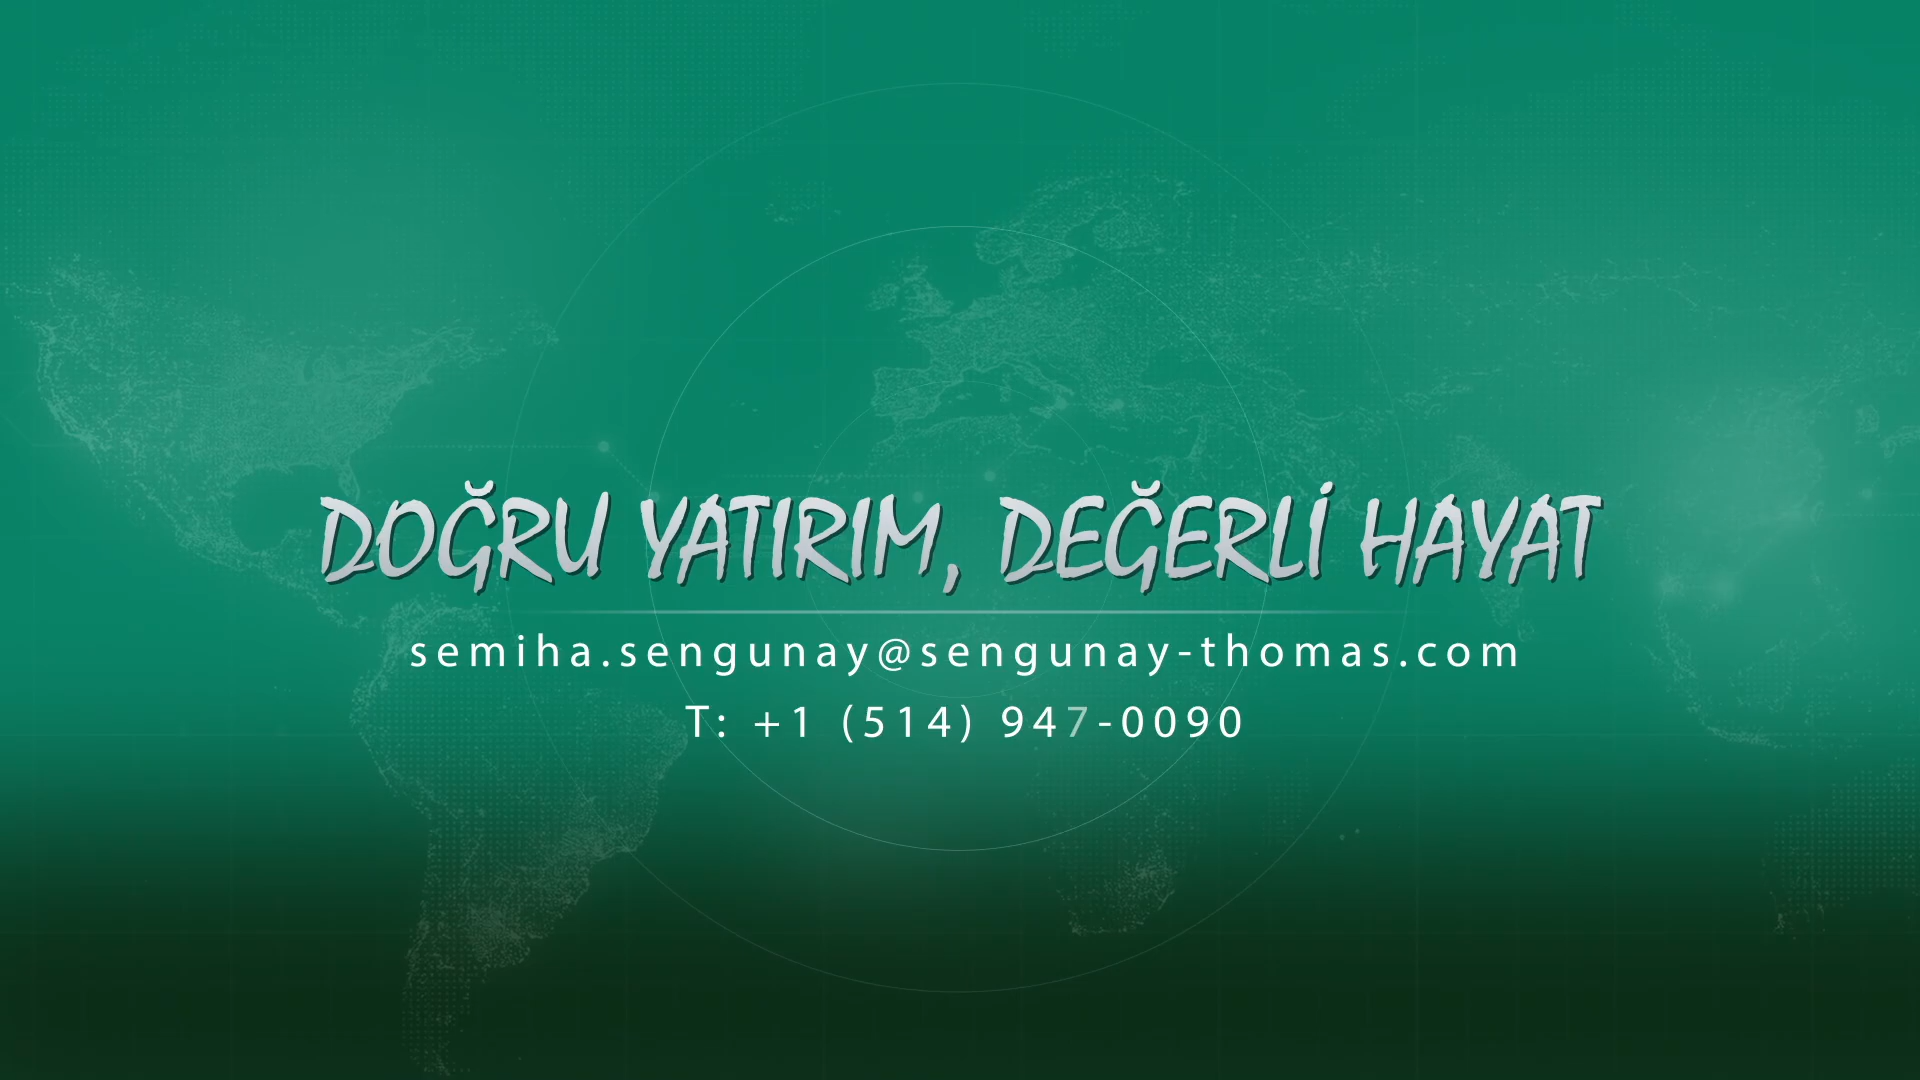 DOĞRU YATIRIM, DEĞERLİ HAYAT
semiha.sengunay@sengunay-thomas.com
T: +1 (514) 947-0090